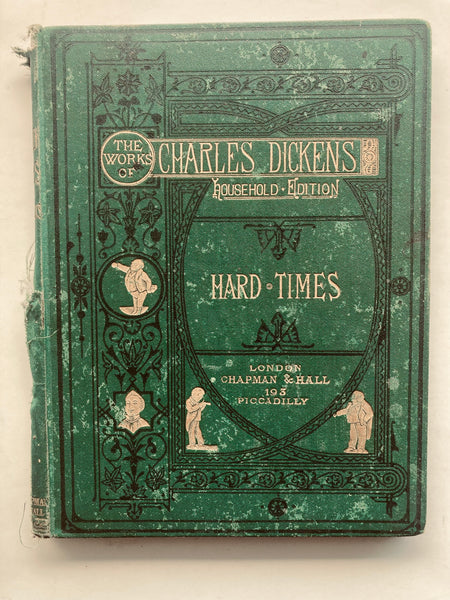 THE
WORKS
OF
CHARLES DICKENS
HOUSEHOLD · EDITION
HARD · TIMES
LONDON
CHAPMAN & HALL
193
PICCADILLY